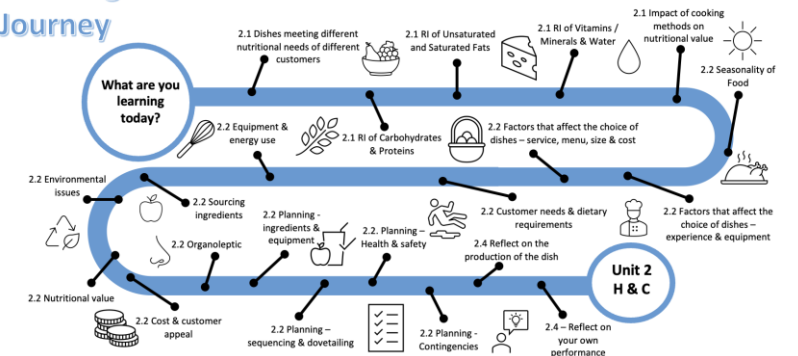 Journey
What are you
learning
today?
2.1 Dishes meeting different
nutritional needs of different
customers
2.1 RI of Carbohydrates
& Proteins
2.1 RI of Unsaturated
and Saturated Fats
2.1 RI of Vitamins /
Minerals & Water
2.1 Impact of cooking
methods on
nutritional value
2.2 Seasonality of
Food
2.2 Factors that affect the
choice of dishes –
experience & equipment
2.2 Factors that affect the choice of
dishes – service, menu, size & cost
2.2 Customer needs & dietary
requirements
2.2 Equipment &
energy use
2.2 Sourcing
ingredients
2.2 Environmental
issues
2.2 Nutritional value
2.2 Cost & customer
appeal
2.2 Organoleptic
2.2 Planning -
ingredients &
equipment
2.2 Planning –
sequencing & dovetailing
2.2. Planning –
Health & safety
2.2 Planning -
Contingencies
2.4 Reflect on the
production of the dish
2.4 – Reflect on
your own
performance
Unit 2
H & C